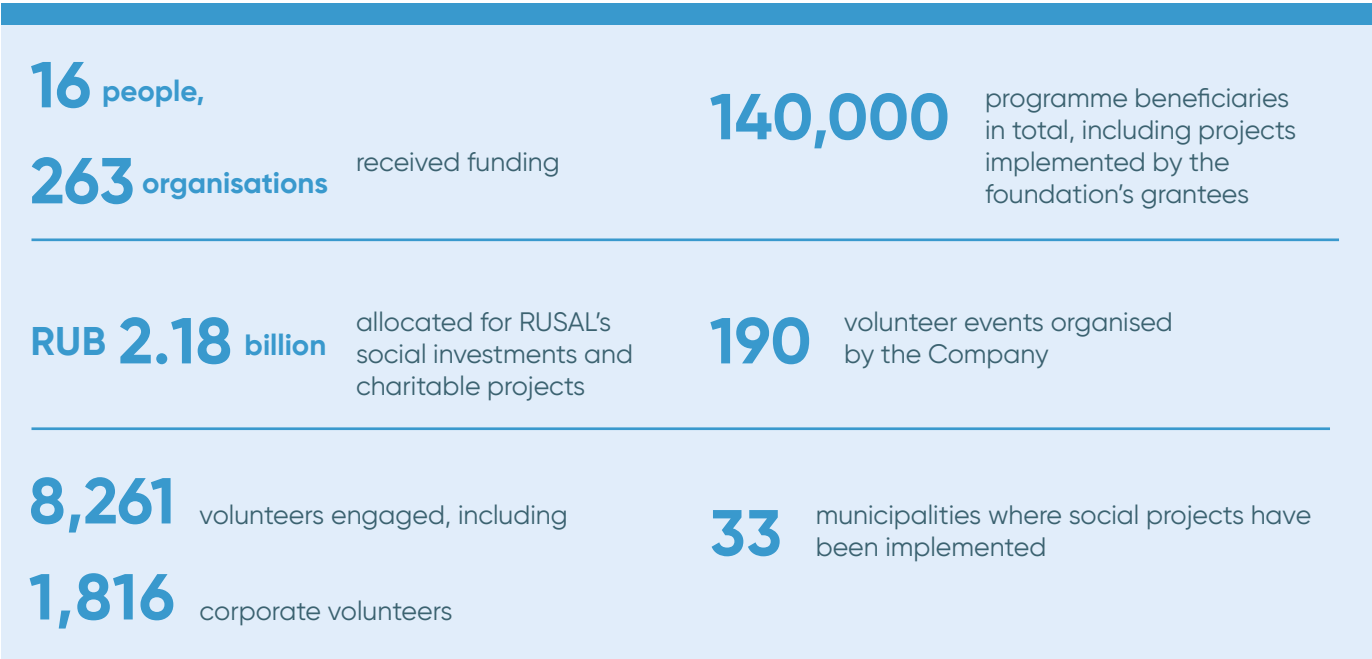 16 people,
263 organisations
received funding
140,000
programme beneficiaries
in total, including projects
implemented by the
foundation's grantees
RUB 2.18 billion
allocated for RUSAL's
social investments and
charitable projects
190
volunteer events organised
by the Company
8,261 volunteers engaged, including
1,816 corporate volunteers
33
municipalities where social projects have
been implemented